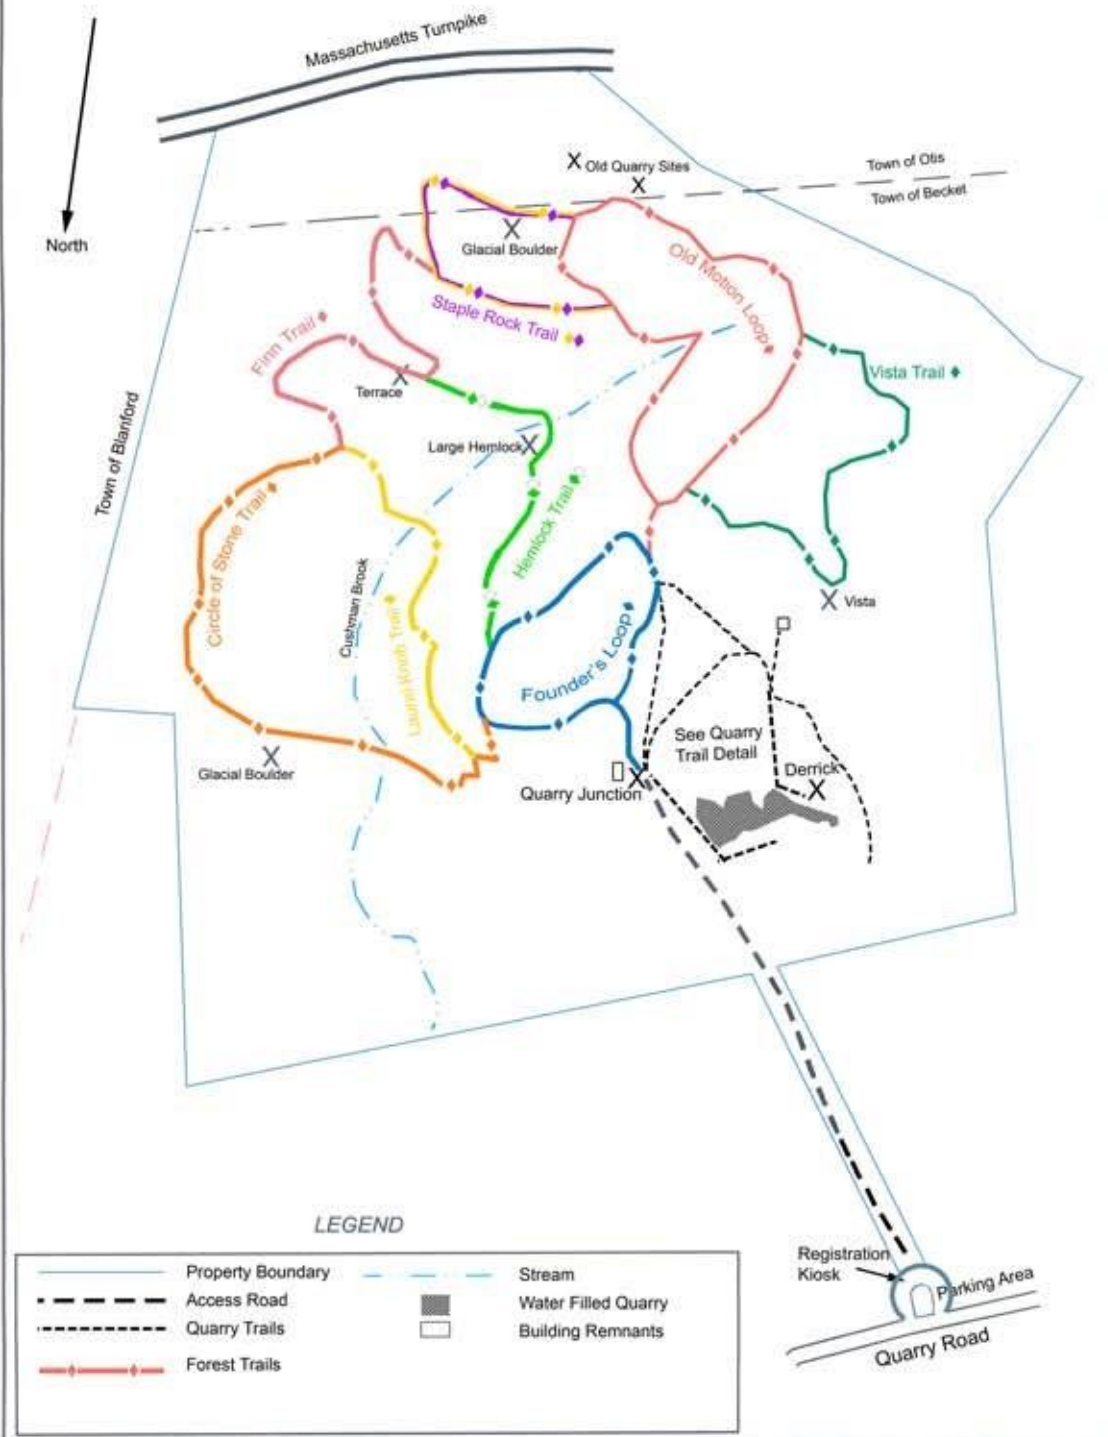 Massachusetts Turnpike
North
Old Quarry Sites
Town of Otis
Town of Becket
Glacial Boulder
Old Motion Loop
Staple Rock Trail
Finn Trail
Terrace
Vista Trail
Town of Blanford
Large Hemlock
Circle of Stone Trail
Hemlock Trail
Cushman Brook
Laurel Knob Trail
Founder's Loop
Vista
See Quarry
Trail Detail
Derrick
Glacial Boulder
Quarry Junction
Registration
Kiosk
Parking Area
Quarry Road
LEGEND
Property Boundary
Access Road
Quarry Trails
Forest Trails
Stream
Water Filled Quarry
Building Remnants